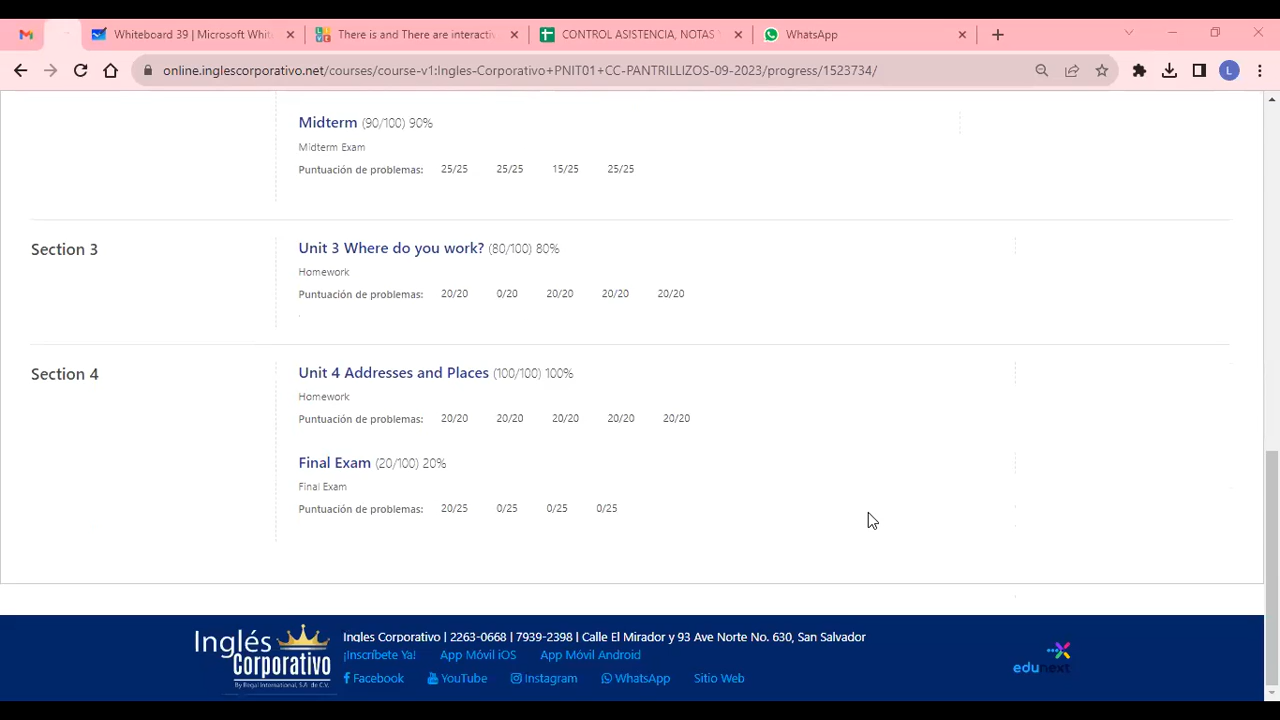 Whiteboard 39 | Microsoft Whit
There is and There are interactiv
CONTROL ASISTENCIA, NOTAS
WhatsApp
online.inglescorporativo.net/courses/course-v1:Ingles-Corporativo+PNIT01+CC-PANTRILLIZOS-09-2023/progress/1523734/
L
Midterm (90/100) 90%
Midterm Exam
Puntuación de problemas: 25/25 25/25 15/25 25/25
Section 3
Unit 3 Where do you work? (80/100) 80%
Homework
Puntuación de problemas: 20/20 0/20 20/20 20/20 20/20
Section 4
Unit 4 Addresses and Places (100/100) 100%
Homework
Puntuación de problemas: 20/20 20/20 20/20 20/20 20/20
Final Exam (20/100) 20%
Final Exam
Puntuación de problemas: 20/25 0/25 0/25 0/25
Inglés
Corporativo
By Regal International, S.A. de C.V.
Ingles Corporativo | 2263-0668 | 7939-2398 | Calle El Mirador y 93 Ave Norte No. 630, San Salvador
¡Inscríbete Ya! App Móvil iOS App Móvil Android
Facebook YouTube Instagram WhatsApp Sitio Web
edunext